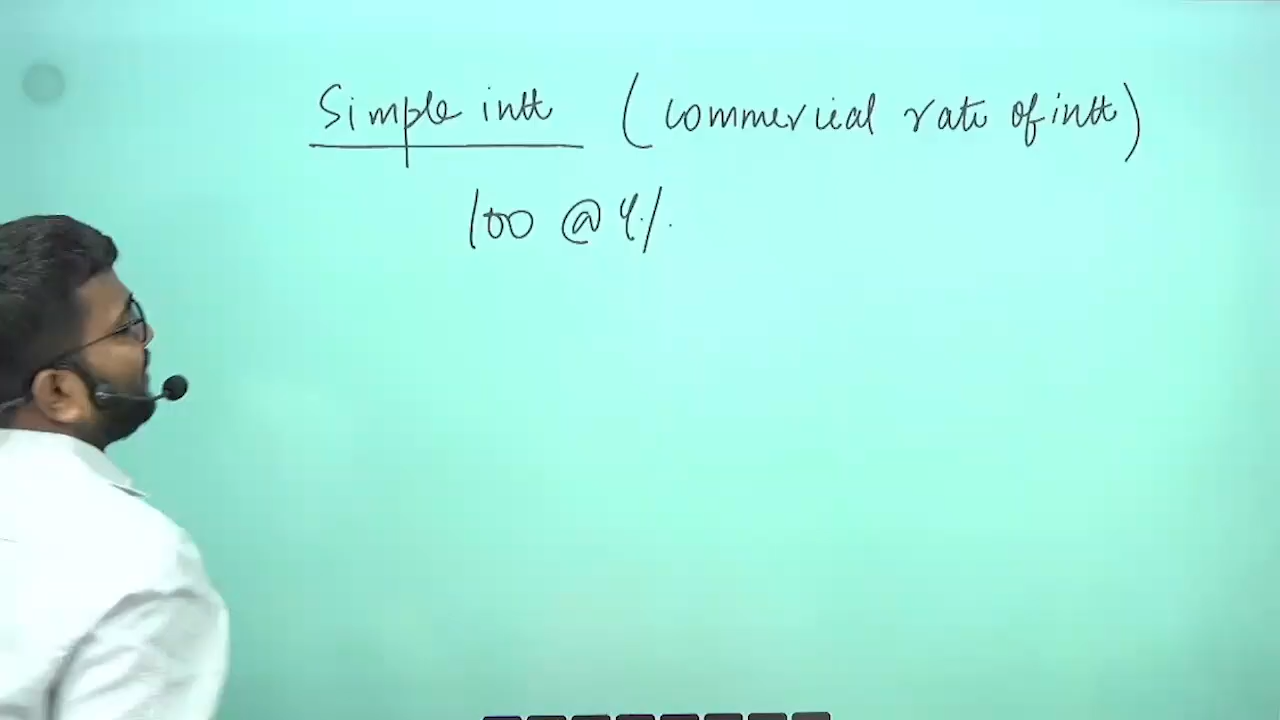 Simple intt (commercial rate of intt)
100 @ 4%